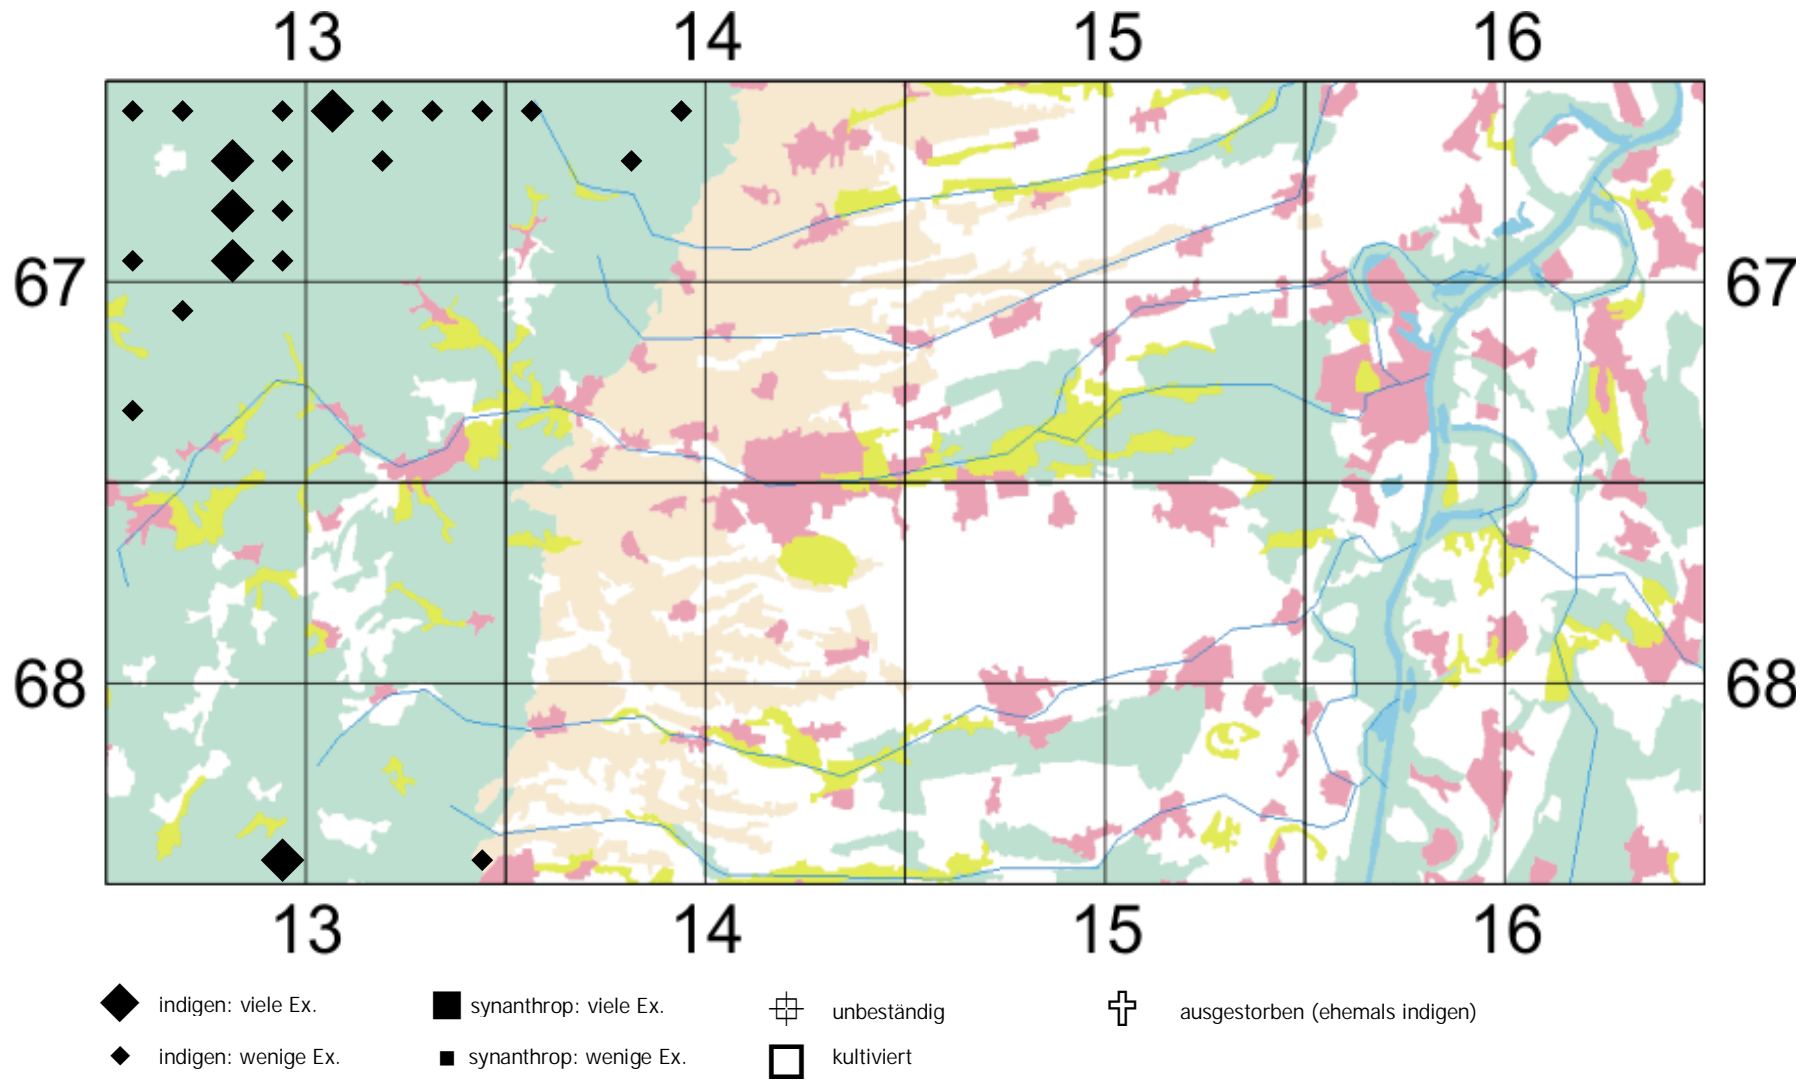 13 14 15 16
67 67
68 68
13 14 15 16
indigen: viele Ex. synanthrop: viele Ex. unbeständig ausgestorben (ehemals indigen)
indigen: wenige Ex. synanthrop: wenige Ex. kultiviert